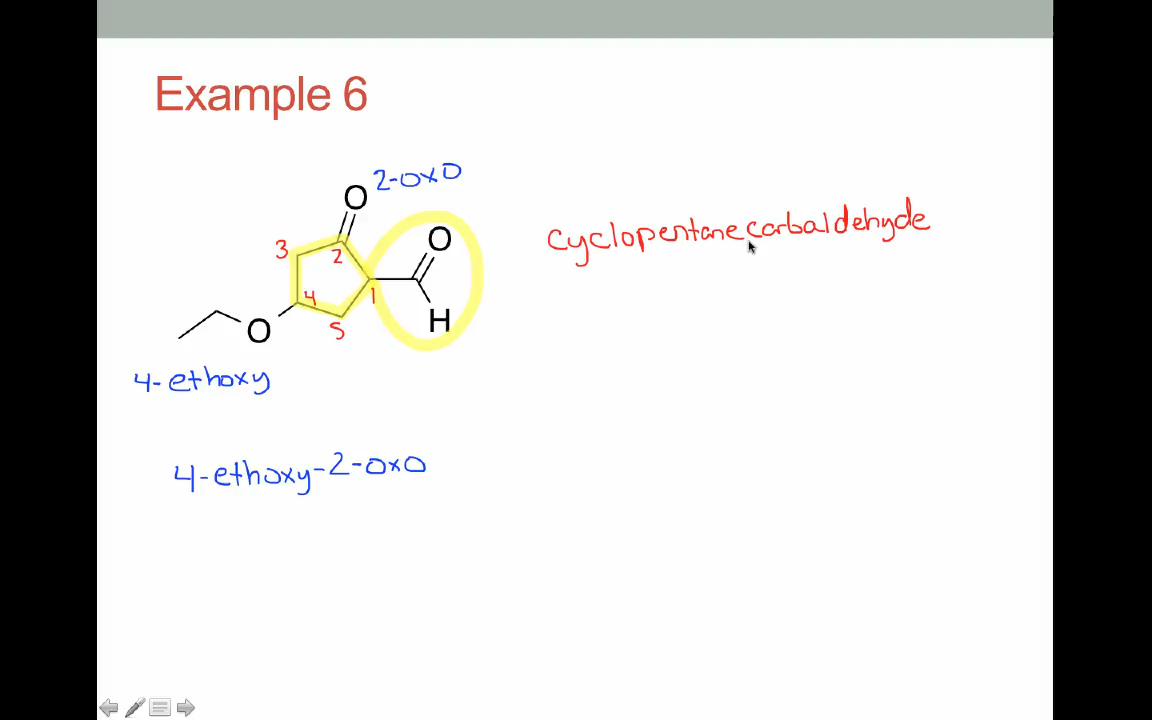 Example 6
O 2-oxo
O
cyclopentanecarbaldehyde
3
2
4
1
5
O
H
4-ethoxy
4-ethoxy-2-oxo